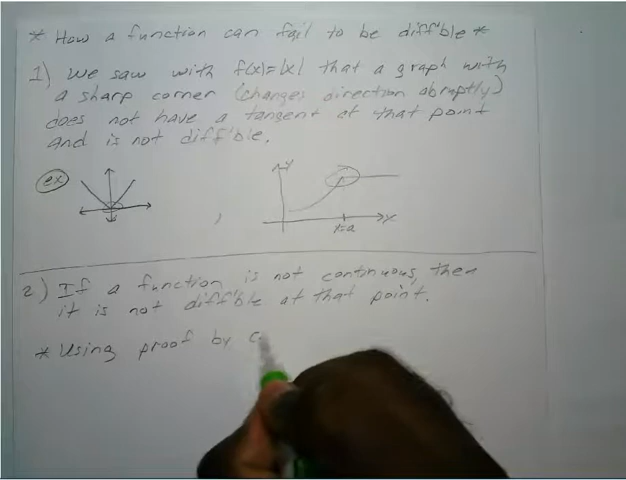 * How a function can fail to be diff'ble *
1) We saw with f(x)=|x| that a graph with
a sharp corner (changes direction abruptly)
does not have a tangent at that point
and is not diff'ble.
ex
,
y
x
x=a
2.) If a function is not continuous, then
it is not diff'ble at that point.
* Using proof by c